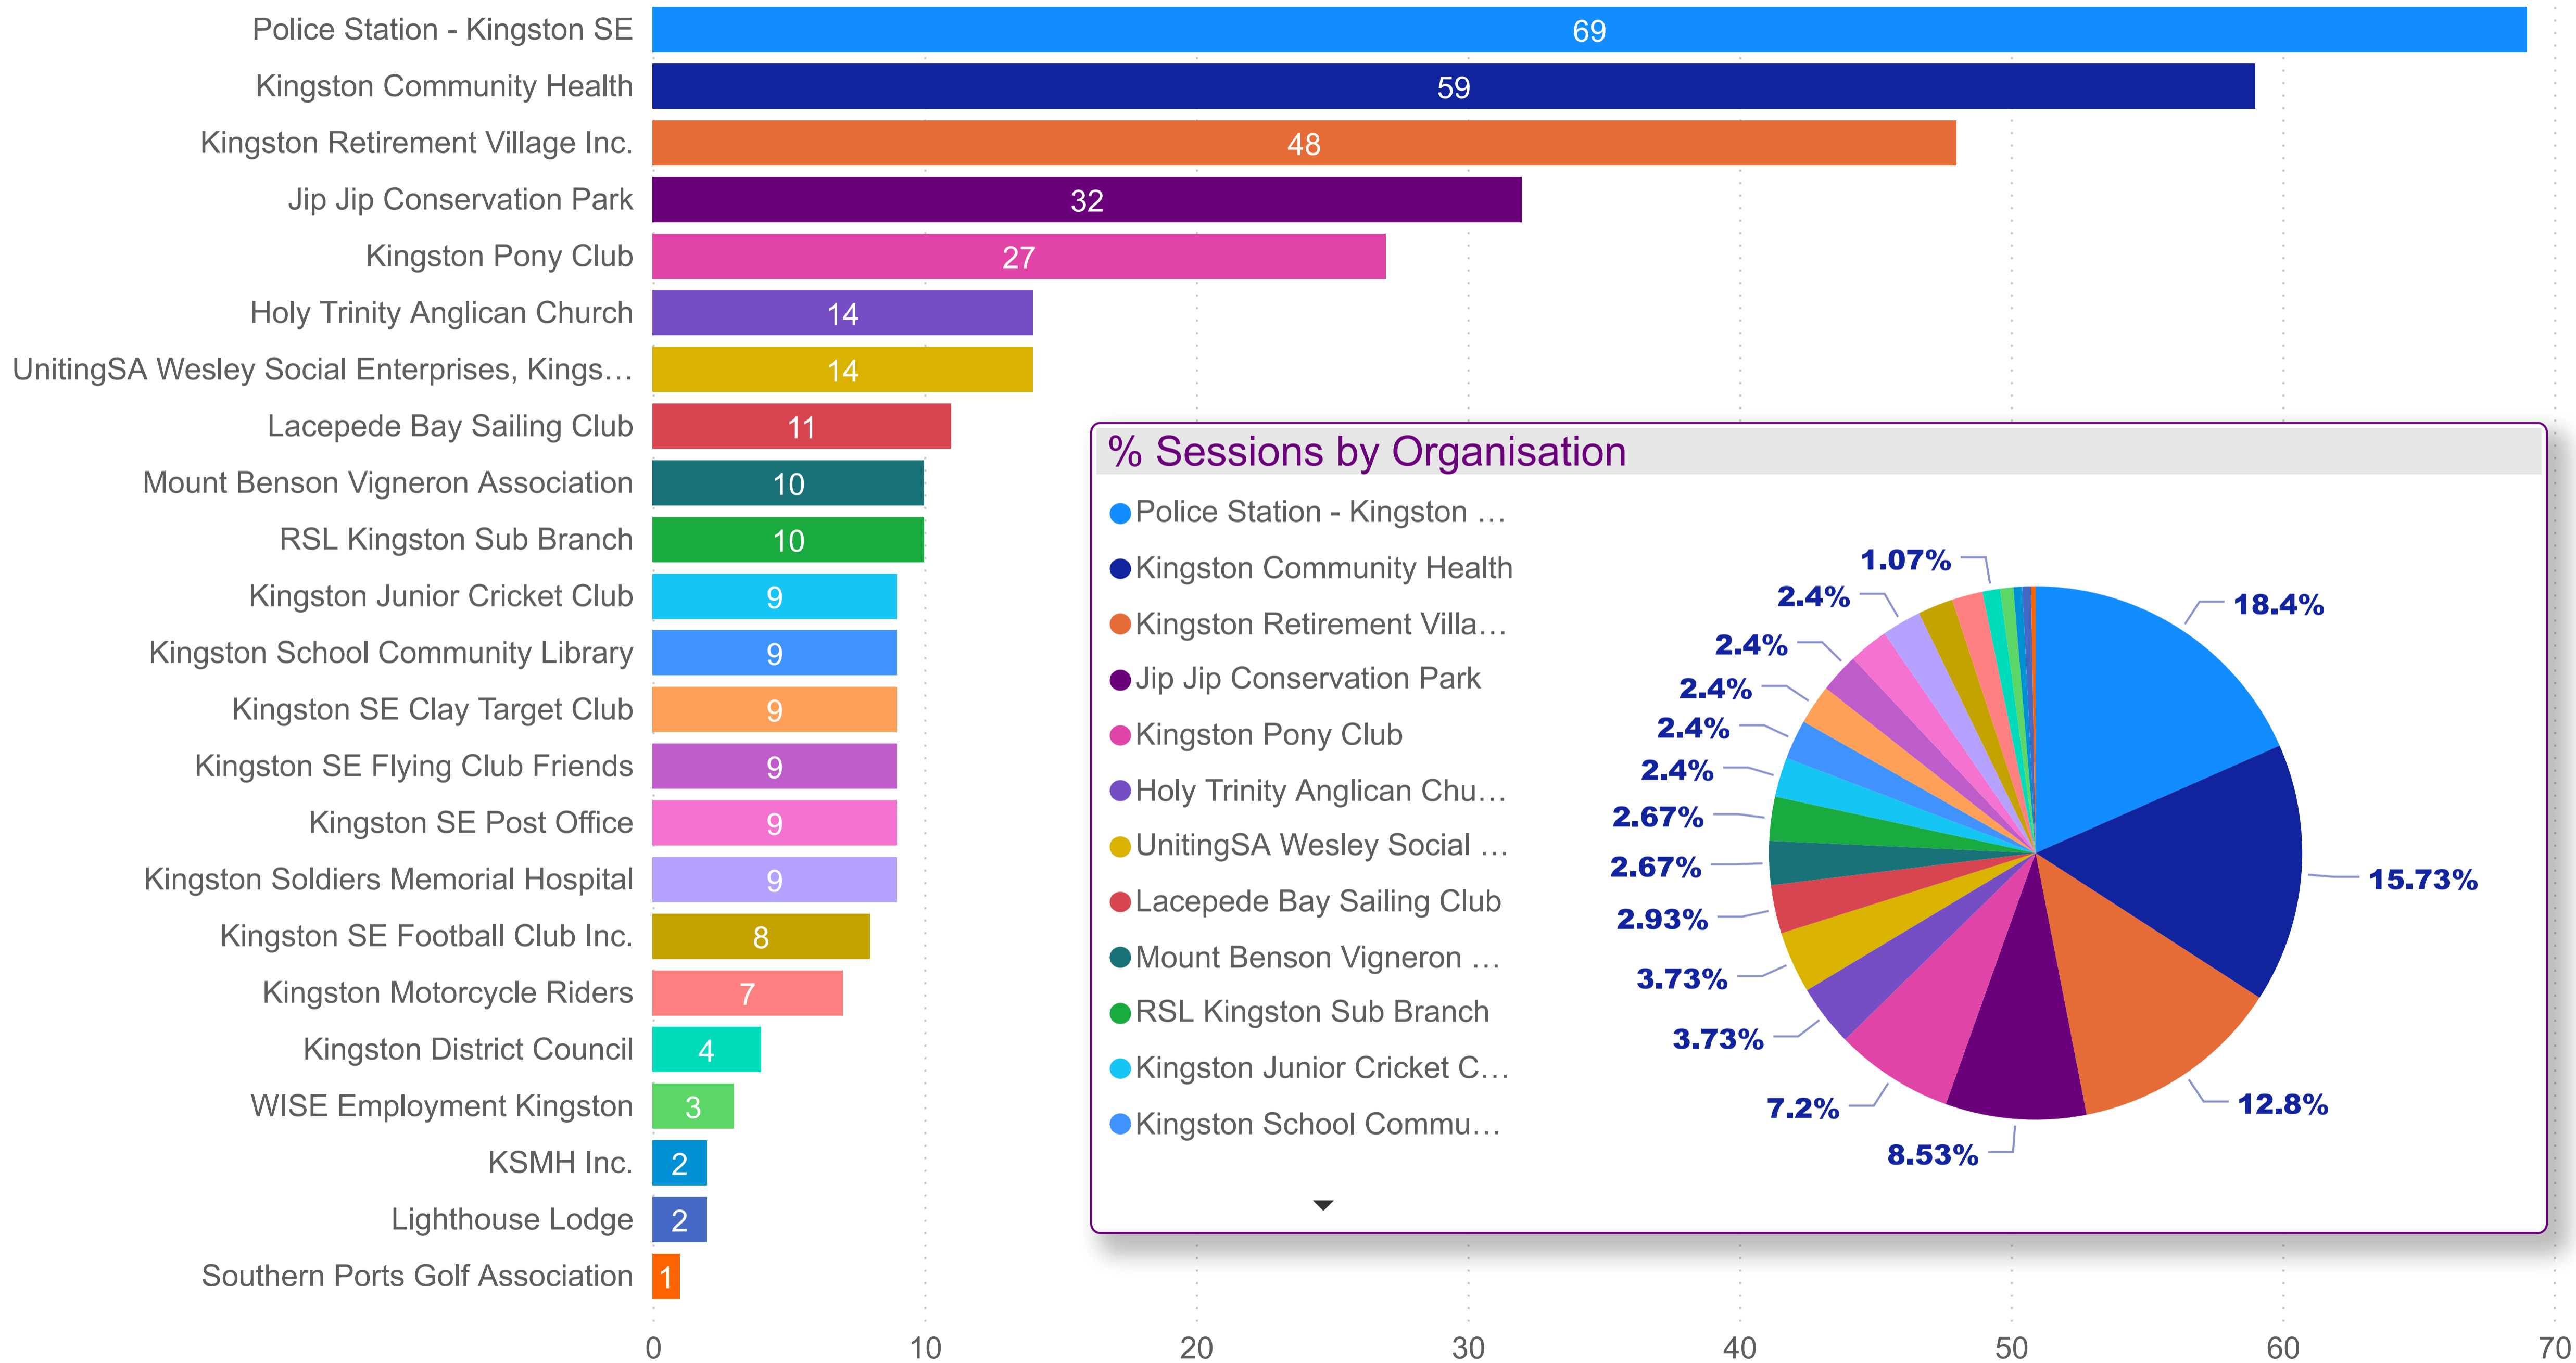 Police Station - Kingston SE 69
Kingston Community Health 59
Kingston Retirement Village Inc. 48
Jip Jip Conservation Park 32
Kingston Pony Club 27
Holy Trinity Anglican Church 14
UnitingSA Wesley Social Enterprises, Kings… 14
Lacepede Bay Sailing Club 11
Mount Benson Vigneron Association 10
RSL Kingston Sub Branch 10
Kingston Junior Cricket Club 9
Kingston School Community Library 9
Kingston SE Clay Target Club 9
Kingston SE Flying Club Friends 9
Kingston SE Post Office 9
Kingston Soldiers Memorial Hospital 9
Kingston SE Football Club Inc. 8
Kingston Motorcycle Riders 7
Kingston District Council 4
WISE Employment Kingston 3
KSMH Inc. 2
Lighthouse Lodge 2
Southern Ports Golf Association 1
0 10 20 30 40 50 60 70
% Sessions by Organisation
Police Station - Kingston …
Kingston Community Health
Kingston Retirement Villa…
Jip Jip Conservation Park
Kingston Pony Club
Holy Trinity Anglican Chu…
UnitingSA Wesley Social …
Lacepede Bay Sailing Club
Mount Benson Vigneron …
RSL Kingston Sub Branch
Kingston Junior Cricket C…
Kingston School Commu…
18.4%
15.73%
12.8%
8.53%
7.2%
3.73%
3.73%
2.93%
2.67%
2.67%
2.4%
2.4%
2.4%
2.4%
2.4%
1.07%